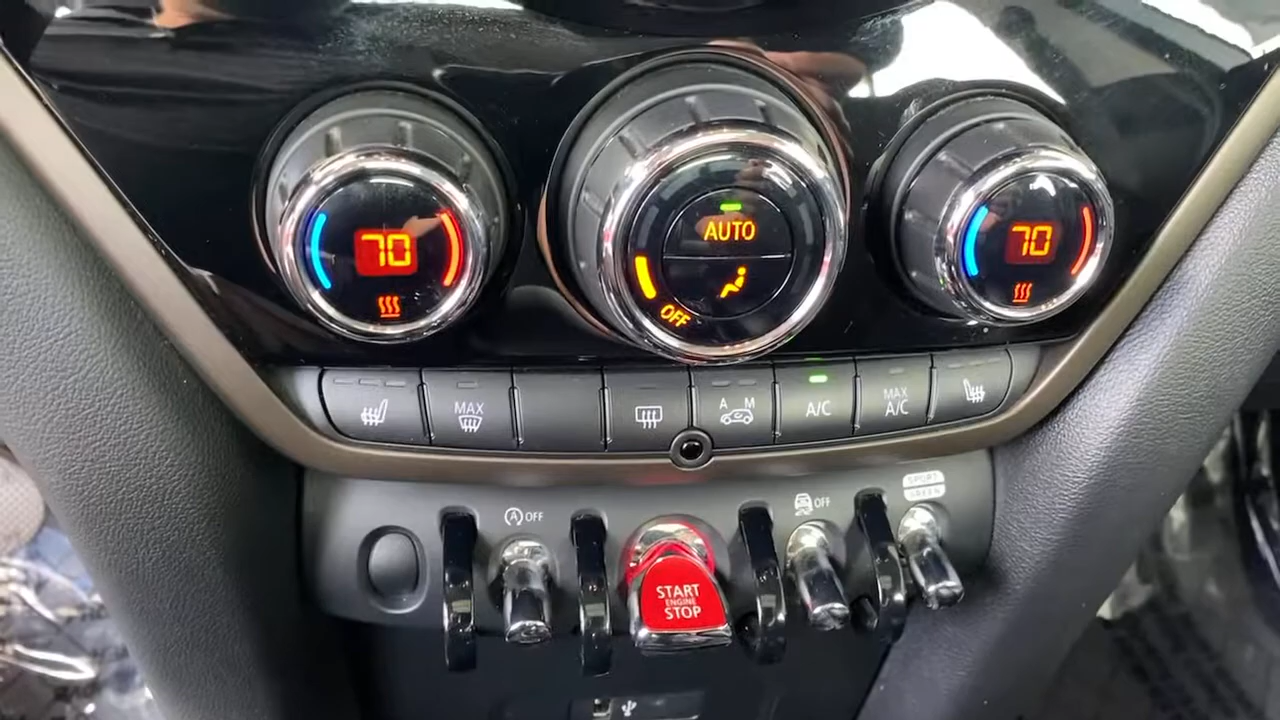 70
AUTO
OFF
70
MAX
A M
A/C
MAX
A/C
A OFF
OFF
SPORT
GREEN
START
ENGINE
STOP